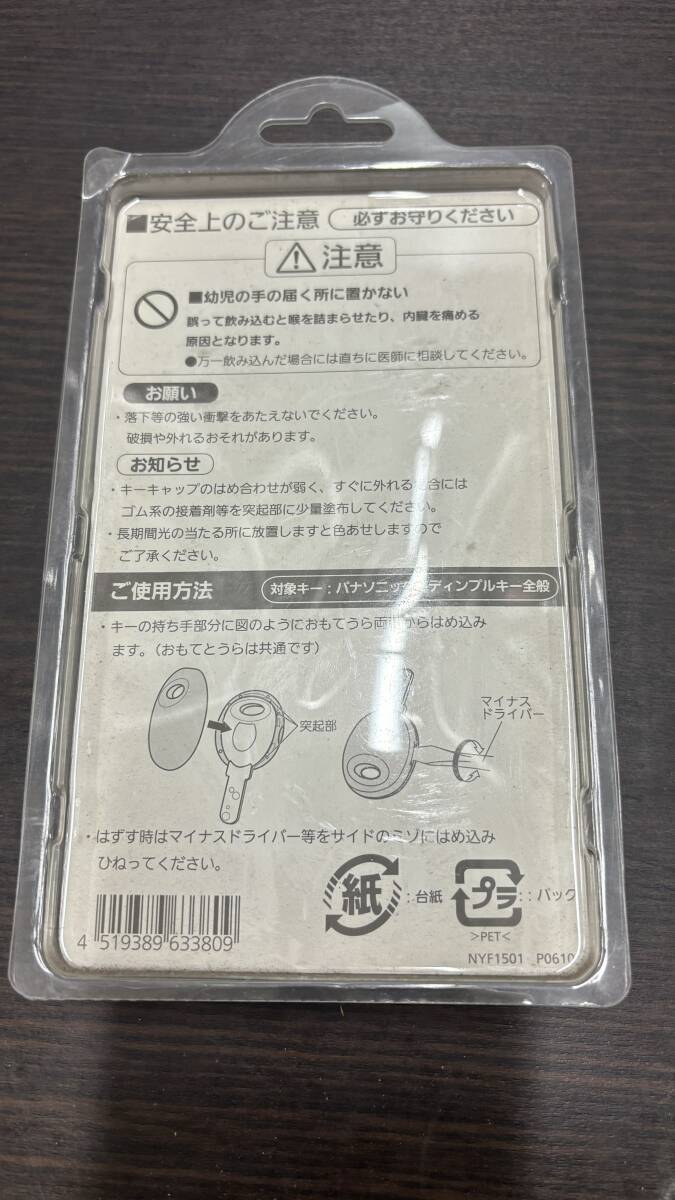 安全上のご注意 必ずお守りください
注意
■幼児の手の届く所に置かない
誤って飲み込むと喉を詰まらせたり、内臓を痛める
原因となります。
●万一飲み込んだ場合には直ちに医師に相談してください。
お願い
・落下等の強い衝撃をあたえないでください。
破損や外れるおそれがあります。
お知らせ
・キーキャップのはめ合わせが弱く、すぐに外れる場合には
ゴム系の接着剤等を突起部に少量塗布してください。
・長期間光の当たる所に放置しますと色あせしますので
ご了承ください。
ご使用方法 対象キー：パナソニック ディンプルキー全般
・キーの持ち手部分に図のようにおもてうら両側からはめ込み
ます。（おもてとうらは共通です）
突起部
マイナス
ドライバー
・はずす時はマイナスドライバー等をサイドのミゾにはめ込み
ひねってください。
紙 ：台紙 プラ ：パック
>PET<
4 519389 633809
NYF1501 P0610